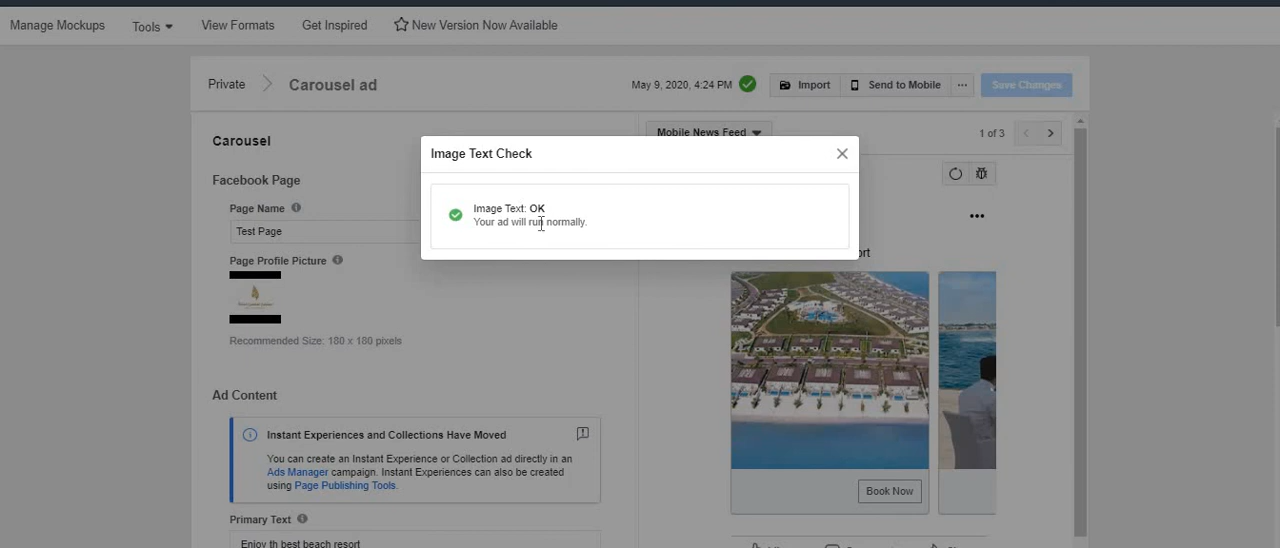 Manage Mockups Tools View Formats Get Inspired New Version Now Available
Private Carousel ad May 9, 2020, 4:24 PM Import Send to Mobile ... Save Changes
Carousel
Mobile News Feed 1 of 3
Image Text Check
Image Text: OK
Your ad will run normally.
Facebook Page
Page Name
Test Page
Page Profile Picture
Recommended Size: 180 x 180 pixels
Ad Content
Instant Experiences and Collections Have Moved
You can create an Instant Experience or Collection ad directly in an
Ads Manager campaign. Instant Experiences can also be created
using Page Publishing Tools.
Primary Text
Enjoy th best beach resort
Book Now